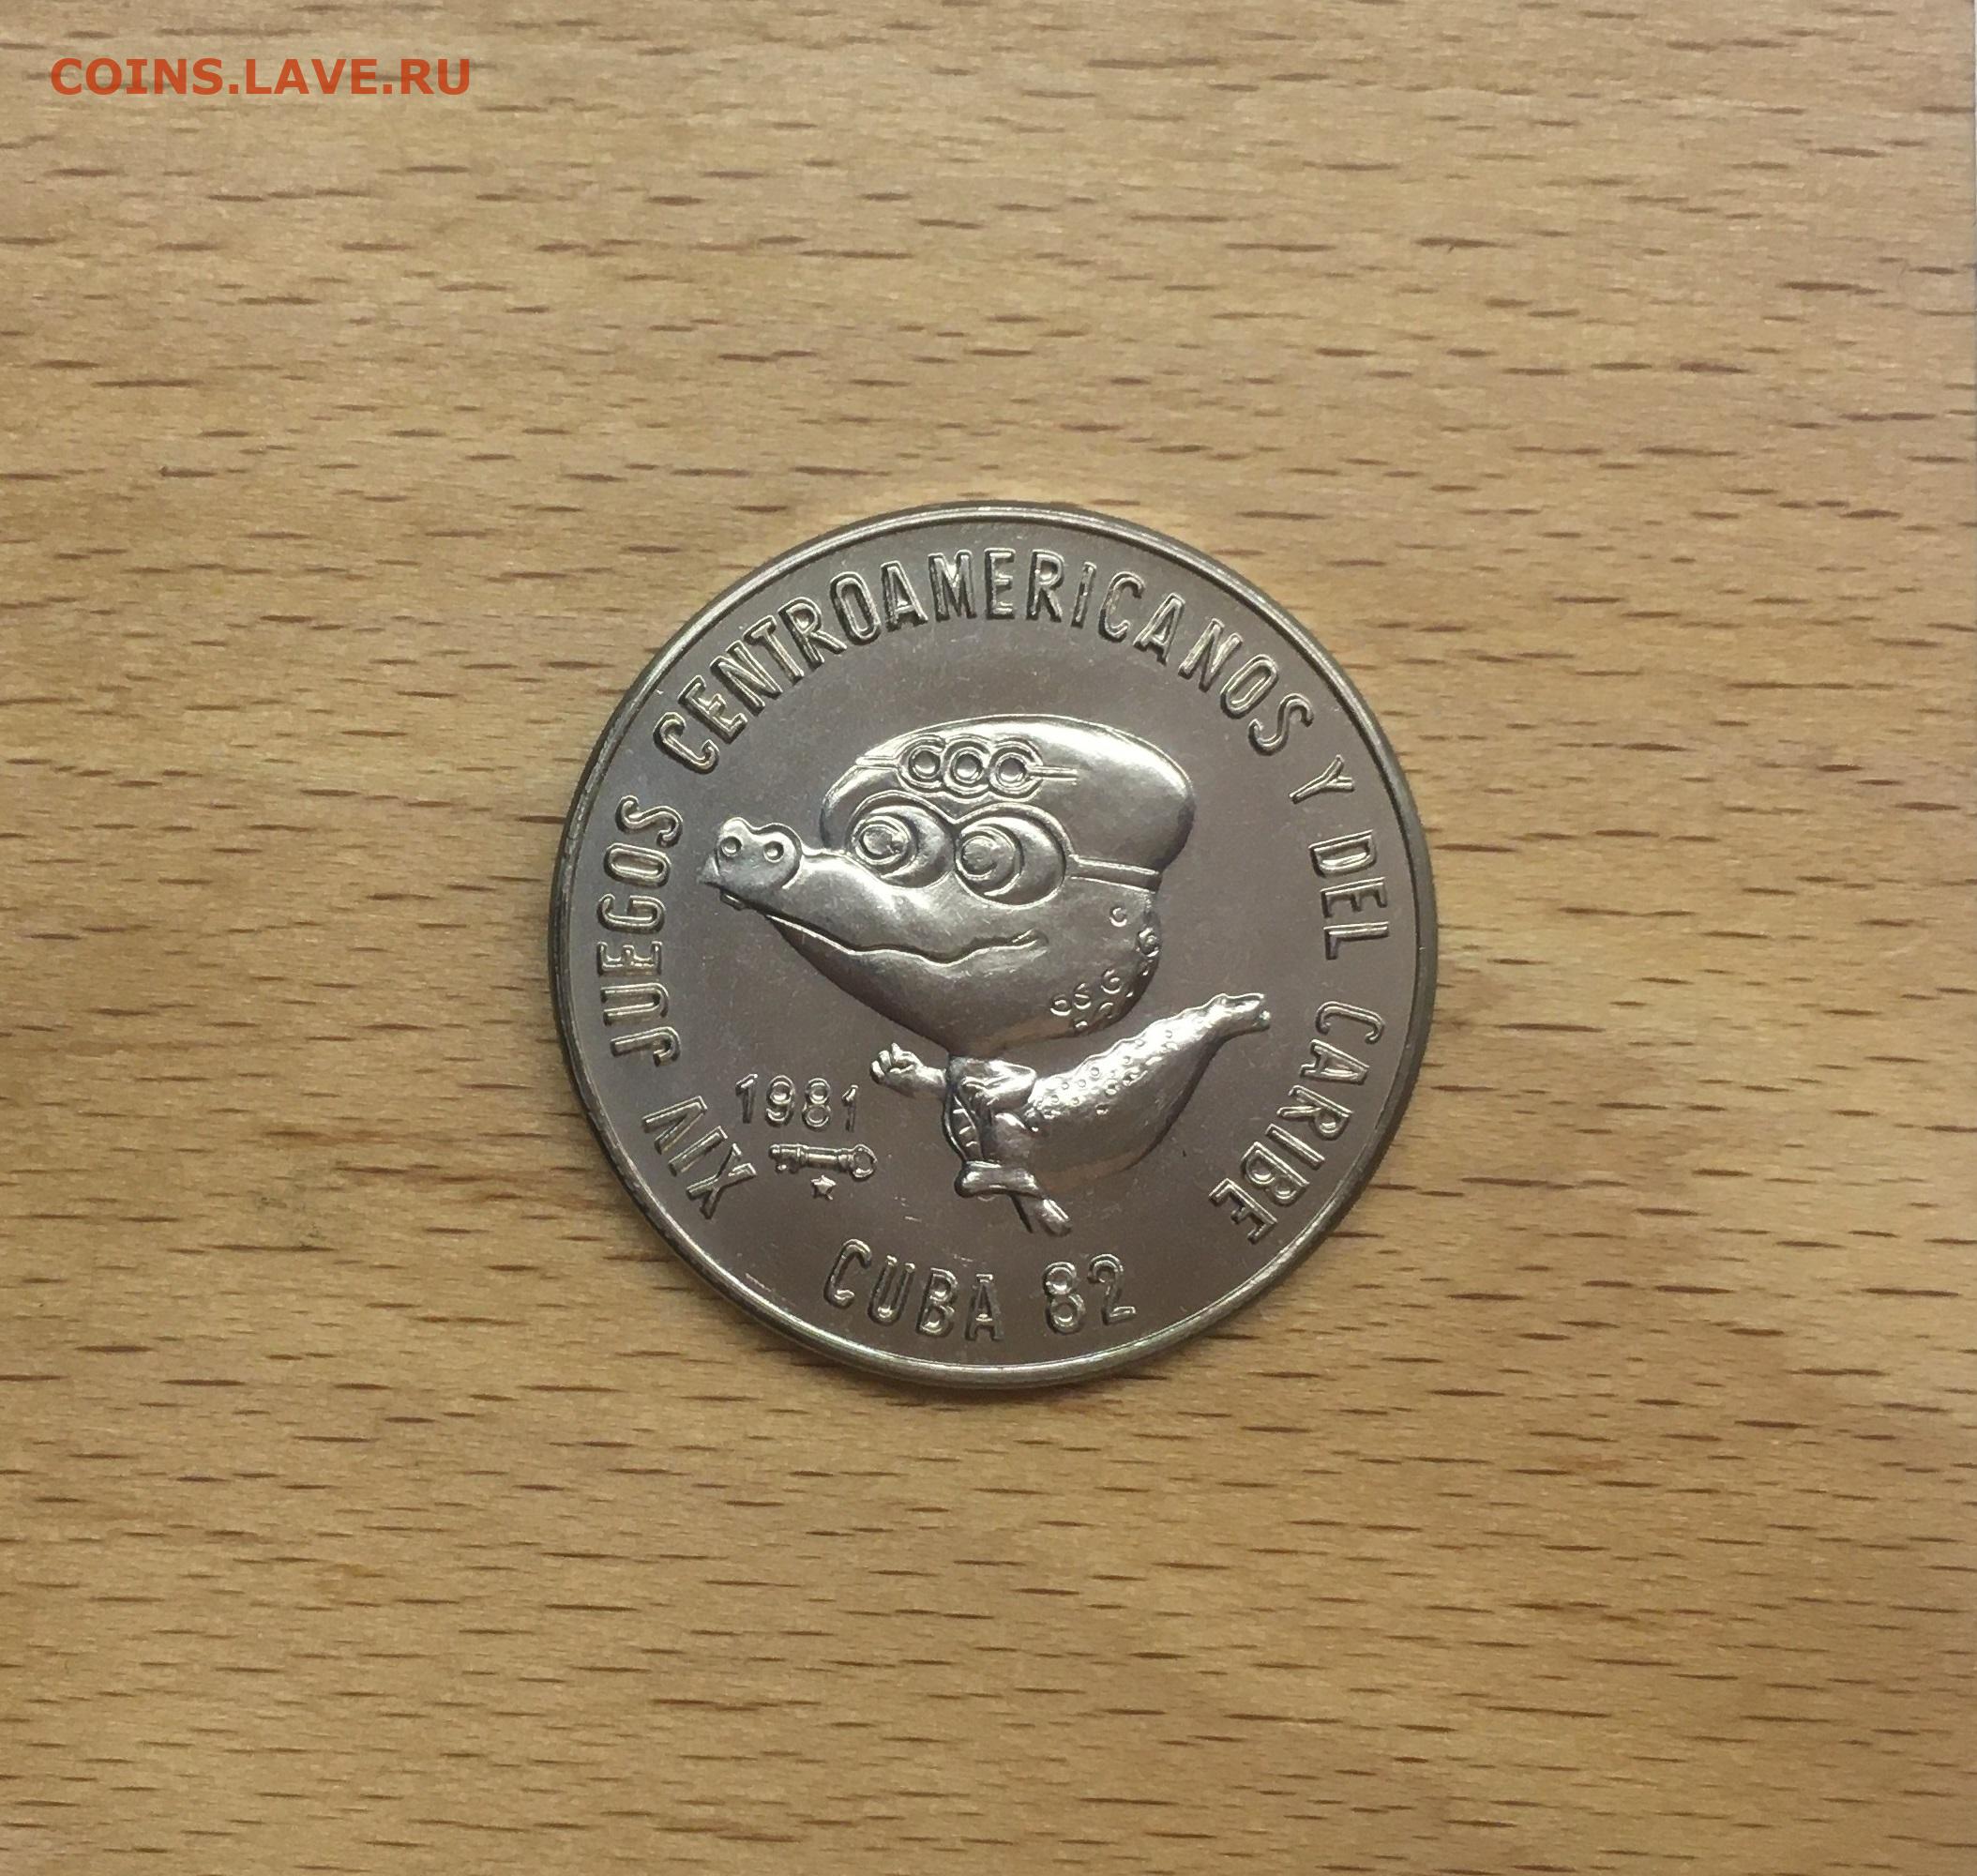 COINS.LAVE.RU
XIV JUEGOS CENTROAMERICANOS Y DEL CARIBE
1981
CUBA 82